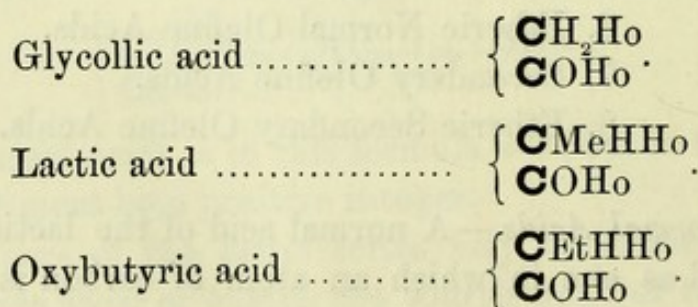 Glycollic acid ............... { CH₂Ho
COHo .
Lactic acid .................. { CMeHHo
COHo .
Oxybutyric acid ........... { CEtHHo
COHo .